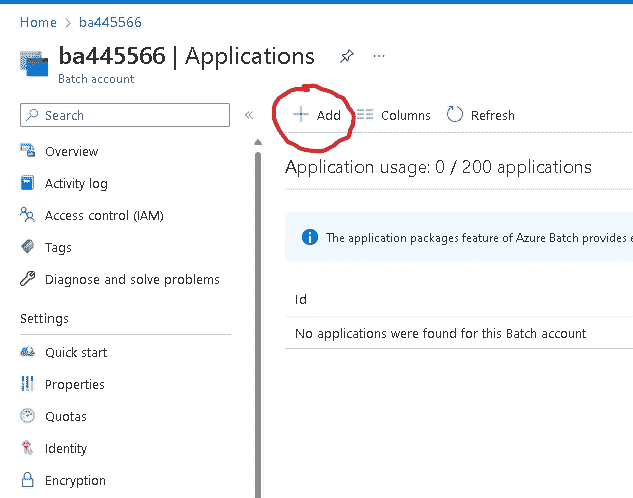 Home > ba445566
ba445566 | Applications
Batch account
Search
Add Columns Refresh
Overview
Activity log
Access control (IAM)
Tags
Diagnose and solve problems
Settings
Quick start
Properties
Quotas
Identity
Encryption
Application usage: 0 / 200 applications
The application packages feature of Azure Batch provides e
Id
No applications were found for this Batch account